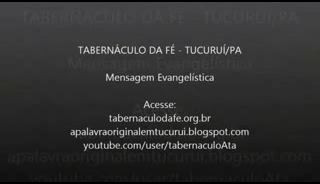 TABERNÁCULO DA FÉ - TUCURUÍ/PA
Mensagem Evangelística
Acesse:
tabernaculodafe.org.br
apalavraoriginalemtucurui.blogspot.com
youtube.com/user/tabernaculoAta